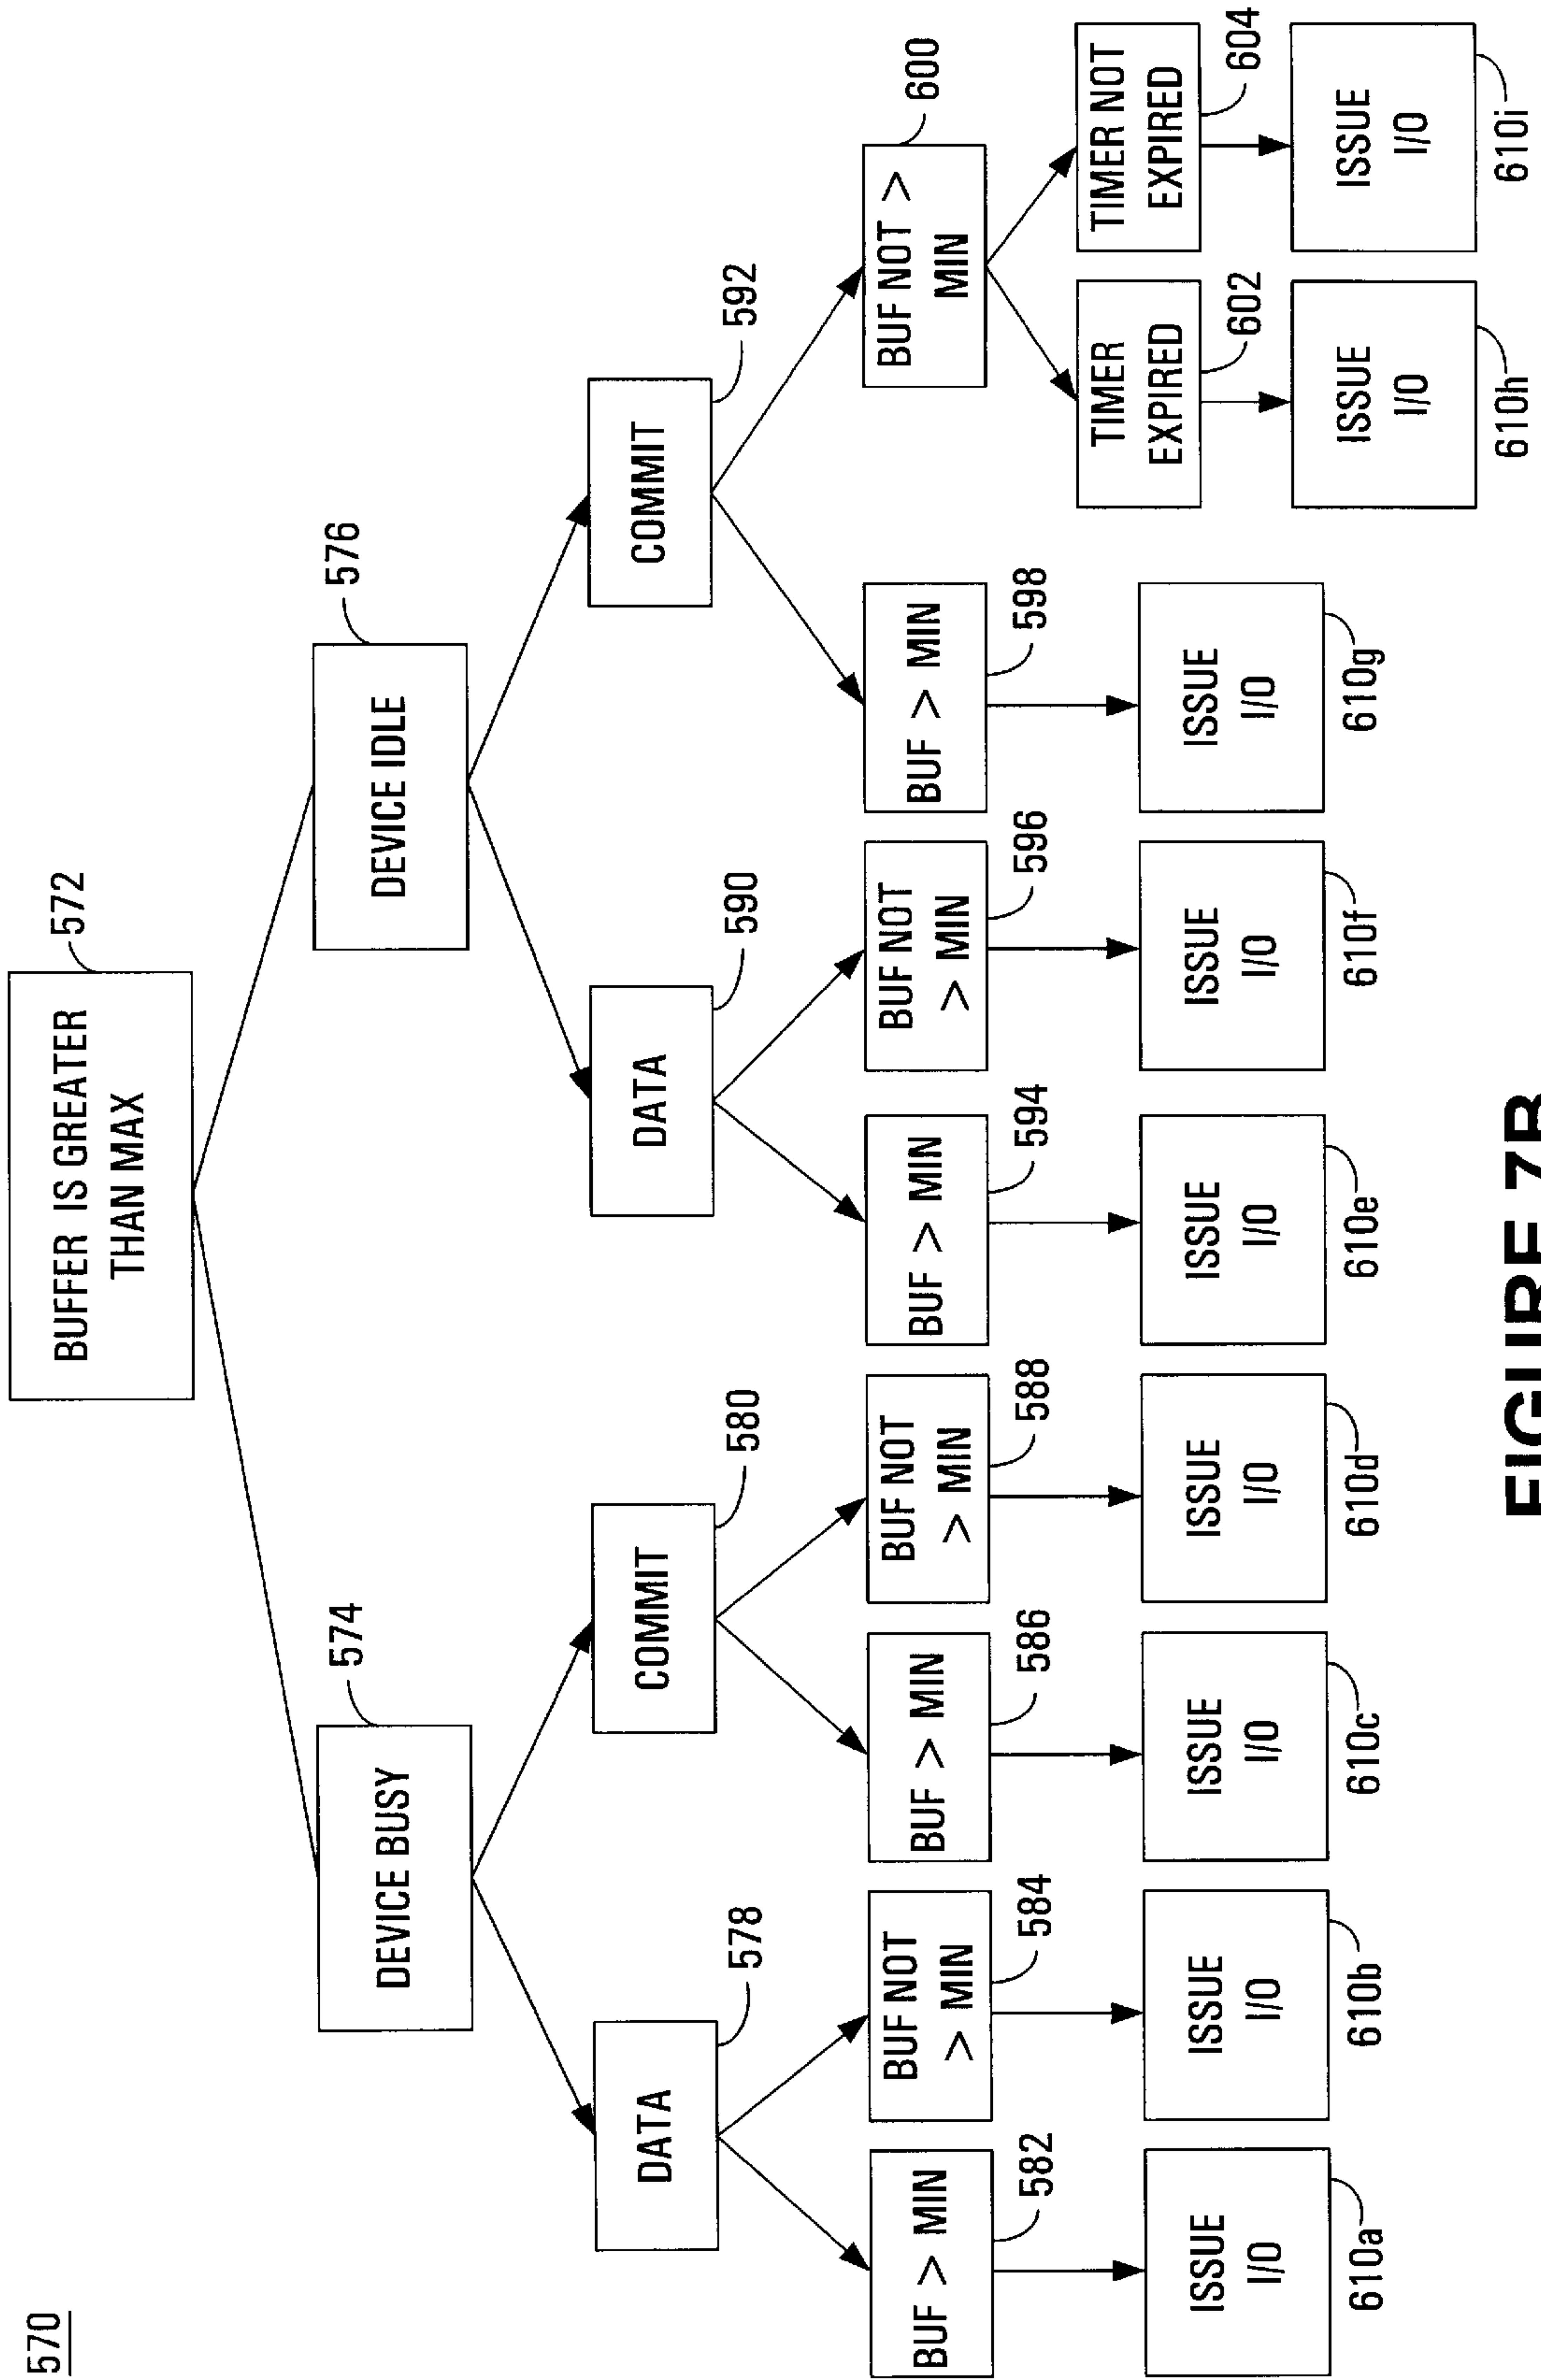 570
BUFFER IS GREATER
THAN MAX
572
DEVICE BUSY
574
DEVICE IDLE
576
DATA
578
COMMIT
580
DATA
590
COMMIT
592
BUF > MIN
582
BUF NOT
> MIN
584
BUF > MIN
586
BUF NOT
> MIN
588
BUF > MIN
594
BUF NOT
> MIN
596
BUF > MIN
598
BUF NOT >
MIN
600
TIMER
EXPIRED
602
TIMER NOT
EXPIRED
604
ISSUE
I/O
610a
ISSUE
I/O
610b
ISSUE
I/O
610c
ISSUE
I/O
610d
ISSUE
I/O
610e
ISSUE
I/O
610f
ISSUE
I/O
610g
ISSUE
I/O
610h
ISSUE
I/O
610i
FIGURE 7B